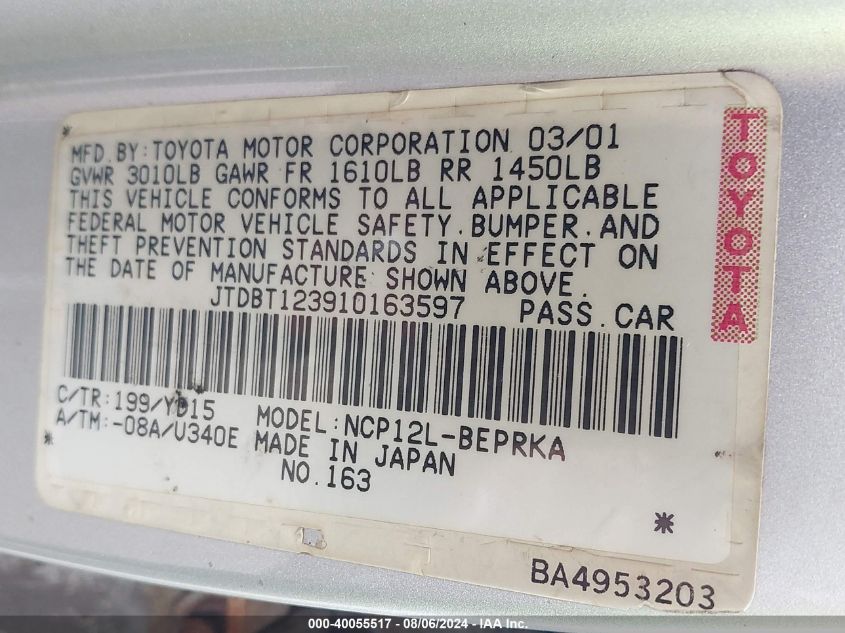 MFD. BY: TOYOTA MOTOR CORPORATION 03/01
GVWR 3010LB GAWR FR 1610LB RR 1450LB
THIS VEHICLE CONFORMS TO ALL APPLICABLE
FEDERAL MOTOR VEHICLE SAFETY. BUMPER. AND
THEFT PREVENTION STANDARDS IN EFFECT ON
THE DATE OF MANUFACTURE SHOWN ABOVE.
JTDBT123910163597 PASS. CAR
C/TR: 199/YD15 MODEL: NCP12L-BEPRKA
A/TM: -08A/U340E MADE IN JAPAN
NO. 163
TOYOTA
BA4953203
000-40055517 - 08/06/2024 - IAA Inc.